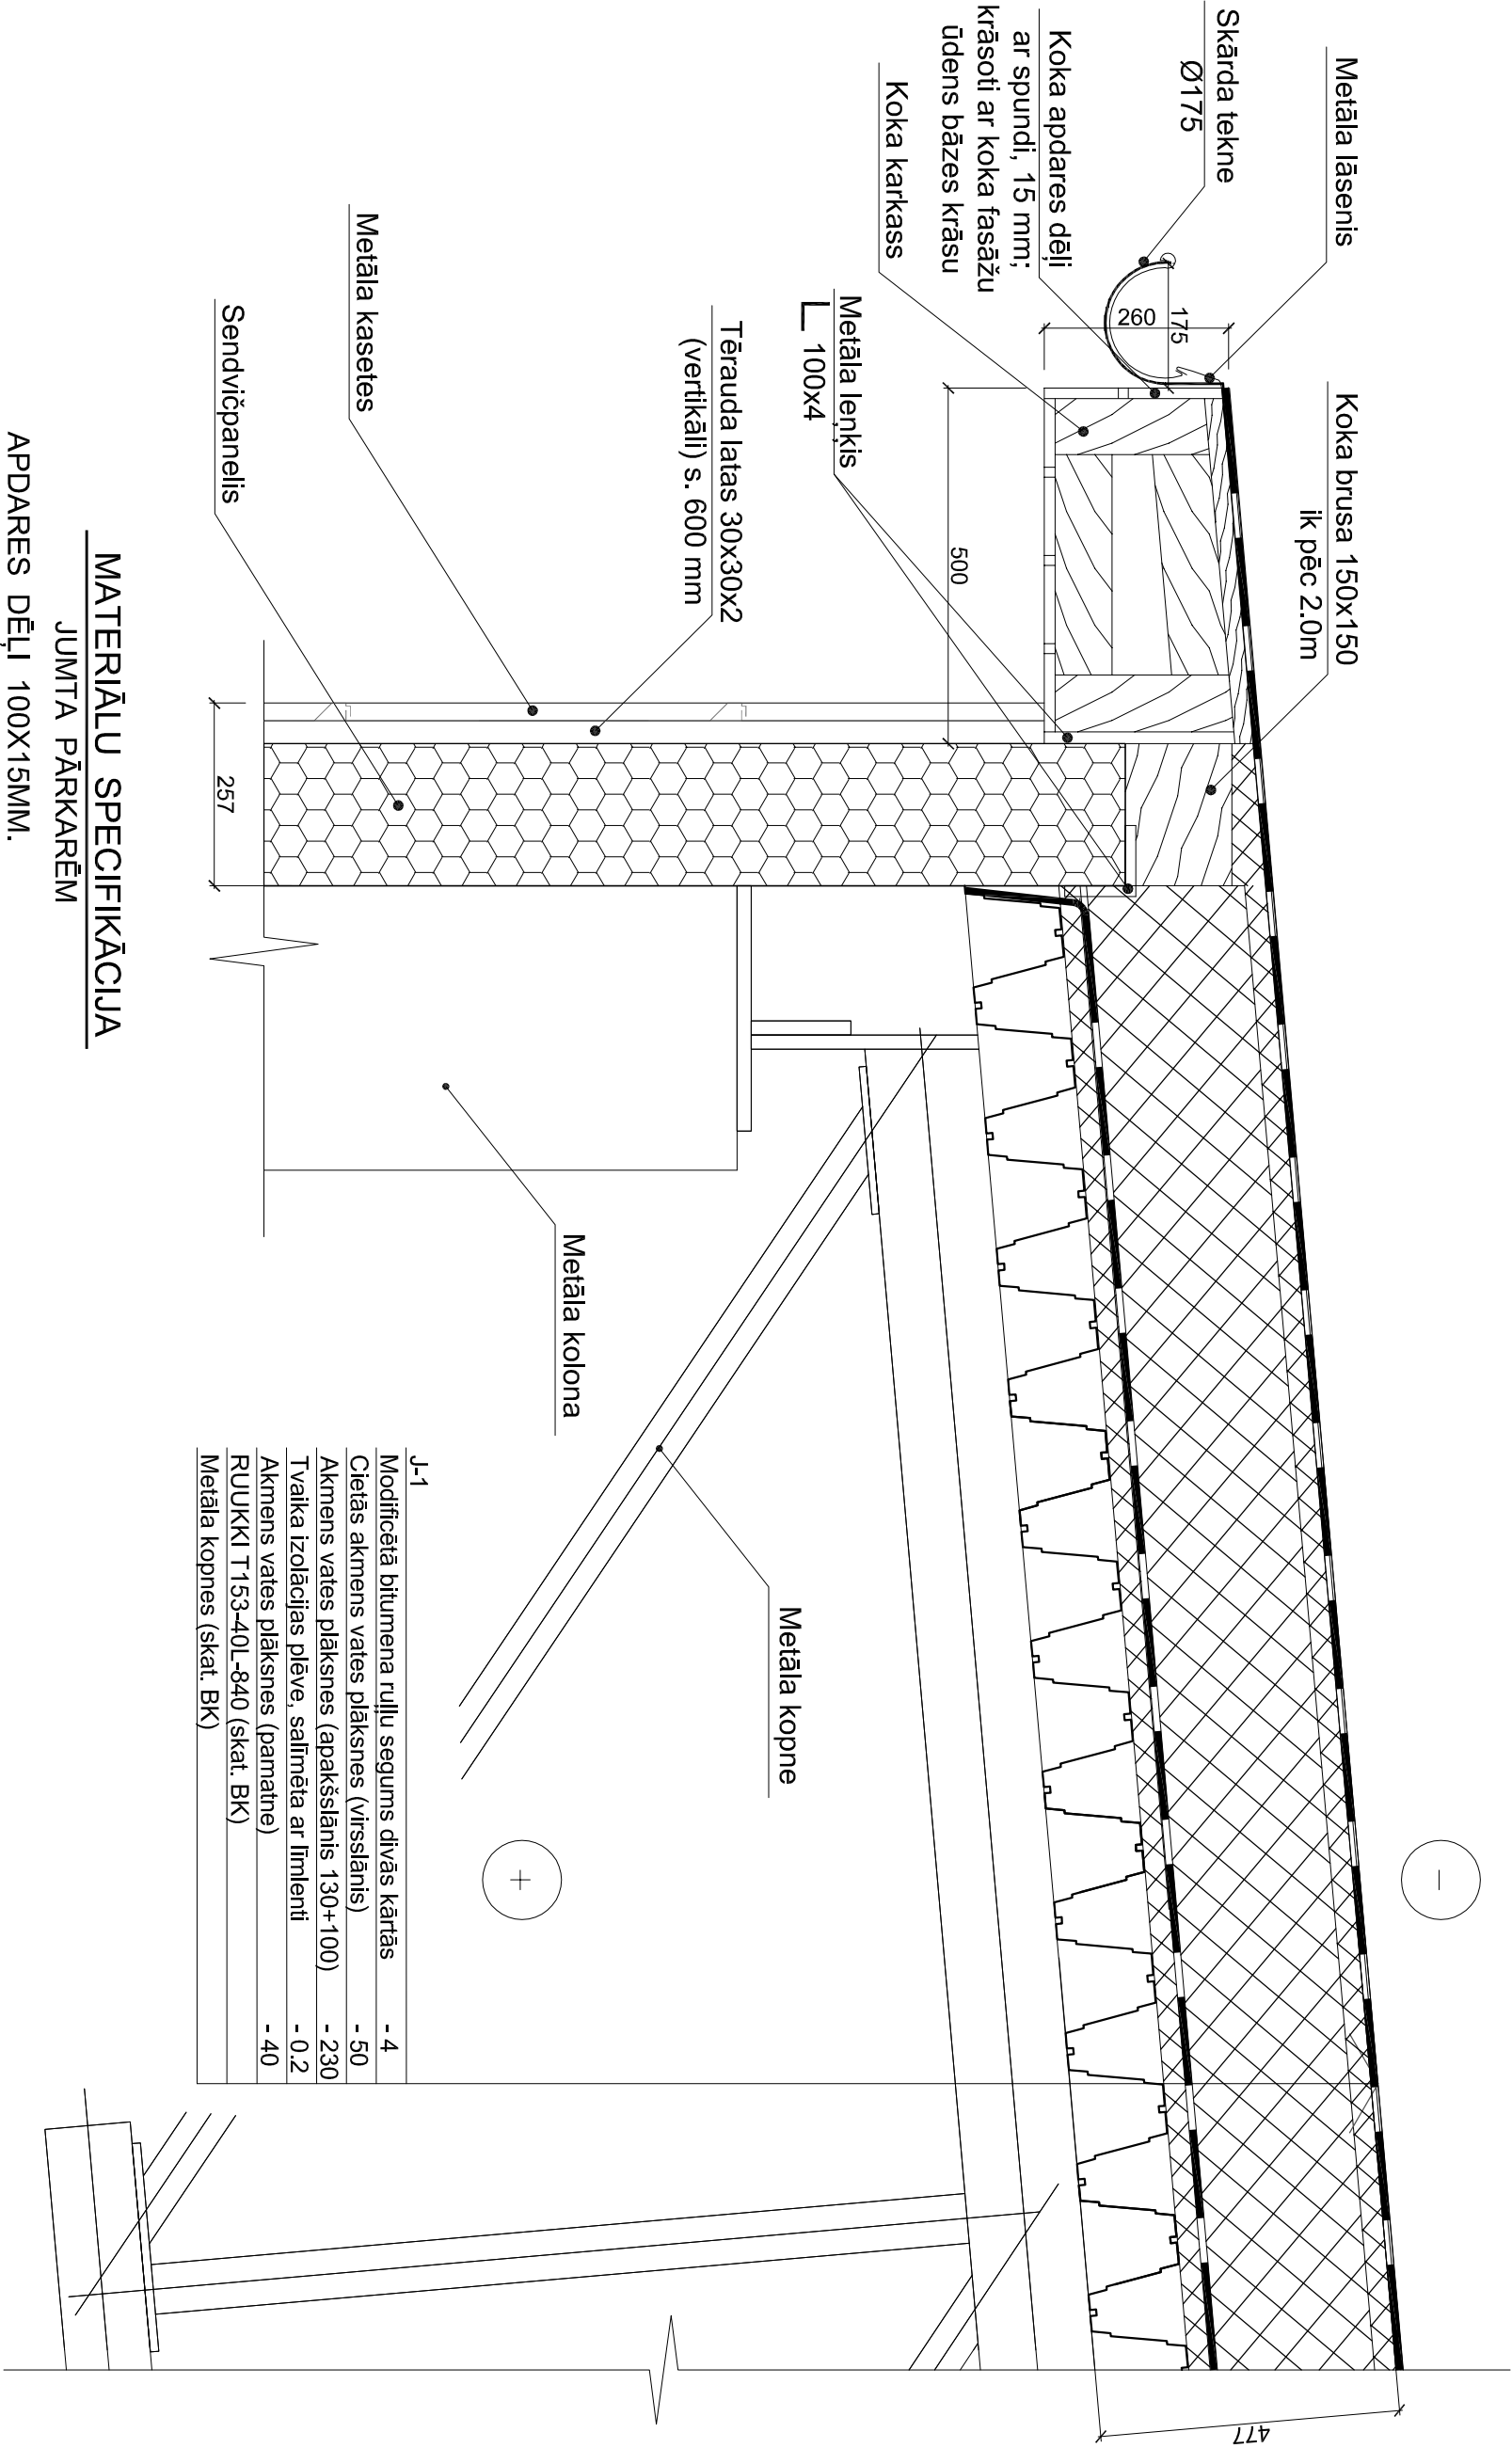 Metāla lāsenis
Skārda tekne
Ø175
Koka apdares dēļi
ar spundi, 15 mm;
krāsoti ar koka fasāžu
ūdens bāzes krāsu
Koka karkass
Koka brusa 150x150
ik pēc 2.0m
175
260
500
Metāla leņķis
100x4
Tērauda latas 30x30x2
(vertikāli) s. 600 mm
Metāla kasetes
Sendvičpanelis
257
Metāla kolona
Metāla kopne
477
+
-
J-1
Modificētā bitumena ruļļu segums divās kārtās - 4
Cietās akmens vates plāksnes (virsslānis) - 50
Akmens vates plāksnes (apakšslānis 130+100) - 230
Tvaika izolācijas plēve, salīmēta ar līmlenti - 0.2
Akmens vates plāksnes (pamatne) - 40
RUUKKI T153-40L-840 (skat. BK)
Metāla kopnes (skat. BK)
MATERIĀLU SPECIFIKĀCIJA
JUMTA PĀRKARĒM
APDARES DĒĻI 100X15MM.